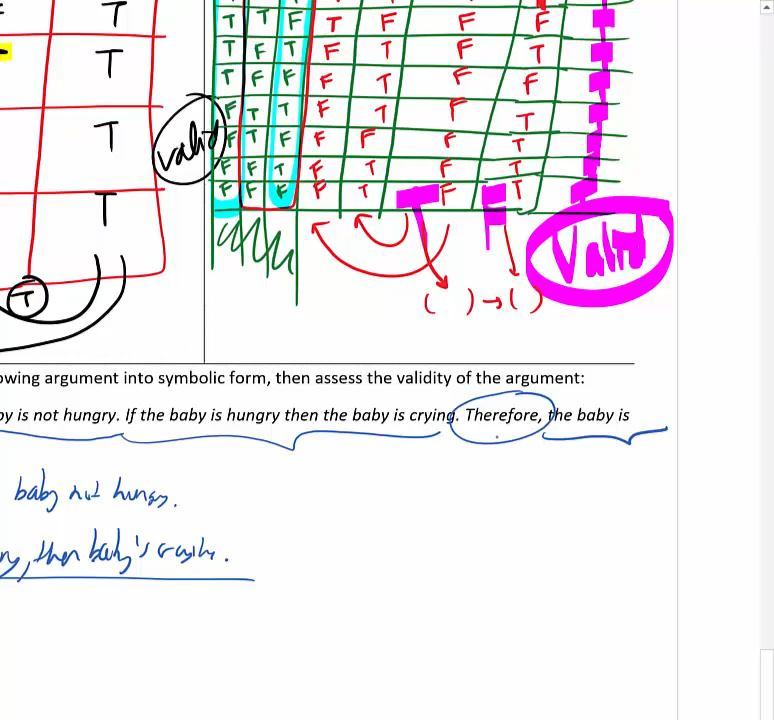 T T T F T F F F
T T F T F F T
T F F F T F F
T F T T F T F T
valid F T F F F F T
F F T F T F T
T F F F F T T F F T
Valid
T ( ) → ( )
owing argument into symbolic form, then assess the validity of the argument:
by is not hungry. If the baby is hungry then the baby is crying. Therefore, the baby is
baby not hungry.
ry, then baby's crying.